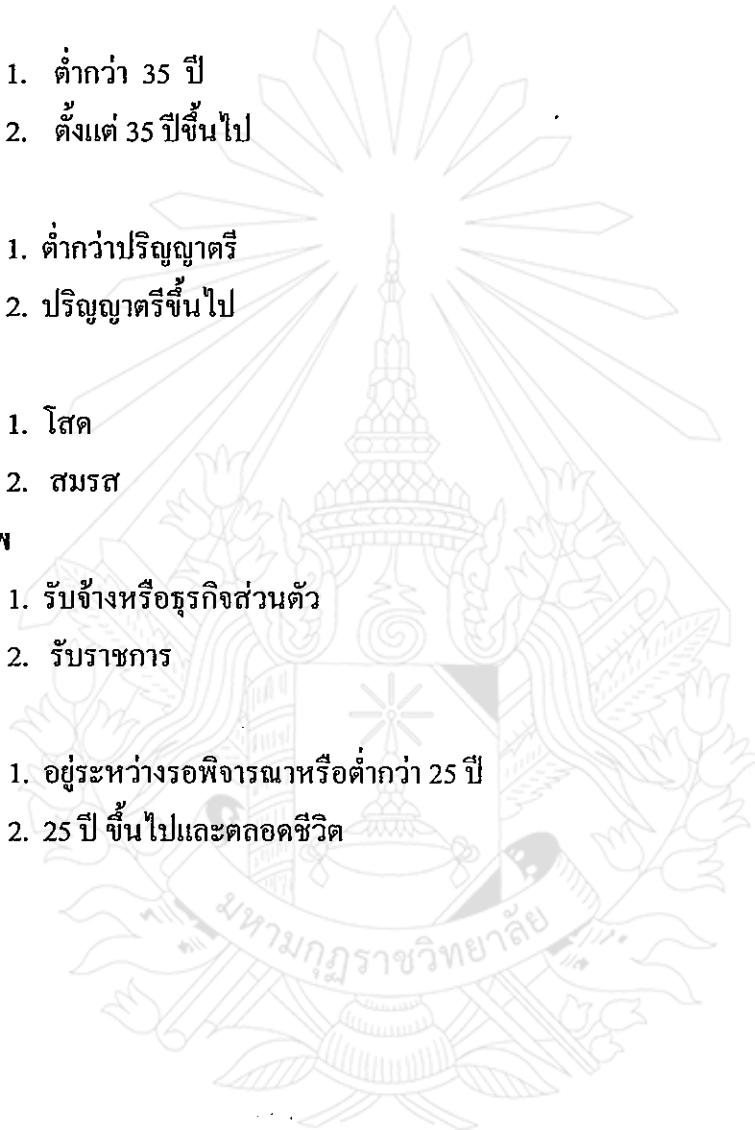 1. ต่ำกว่า 35 ปี
2. ตั้งแต่ 35 ปีขึ้นไป
1. ต่ำกว่าปริญญาตรี
2. ปริญญาตรีขึ้นไป
1. โสด
2. สมรส
พ
1. รับจ้างหรือธุรกิจส่วนตัว
2. รับราชการ
1. อยู่ระหว่างรอพิจารณาหรือต่ำกว่า 25 ปี
2. 25 ปี ขึ้นไปและตลอดชีวิต
มหามกุฏราชวิทยาลัย